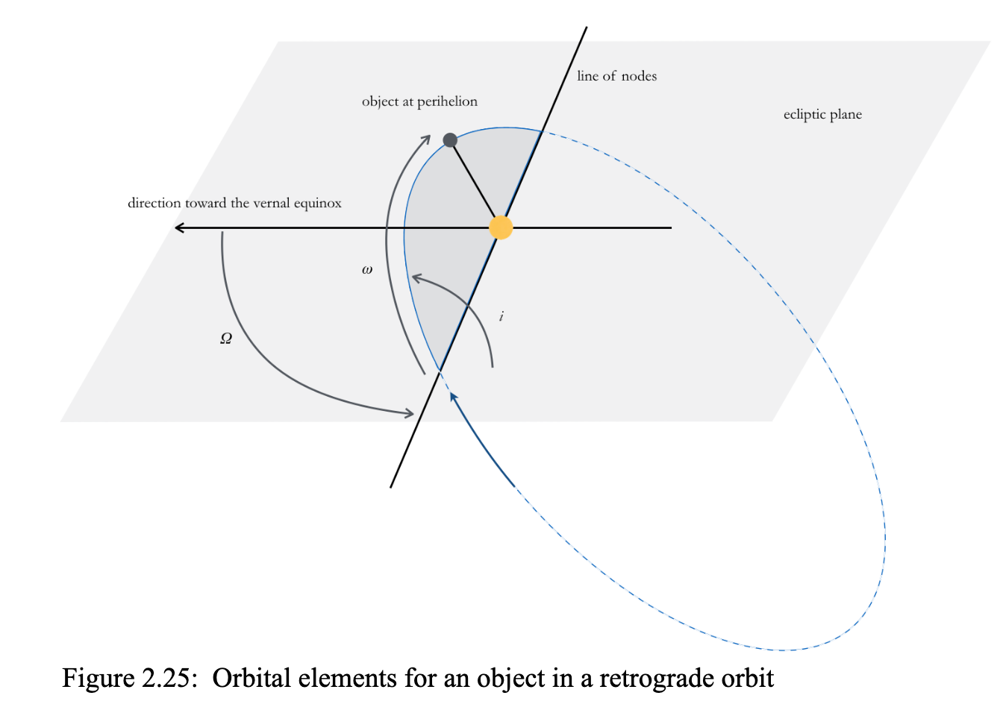 line of nodes
object at perihelion
ecliptic plane
direction toward the vernal equinox
ω
i
Ω
Figure 2.25: Orbital elements for an object in a retrograde orbit